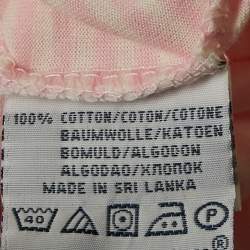 100% COTTON/COTON/COTONE
BAUMWOLLE/KATOEN
BOMULD/ALGODON
ALGODAO/ХЛОПОК
MADE IN SRI LANKA
40 P
®